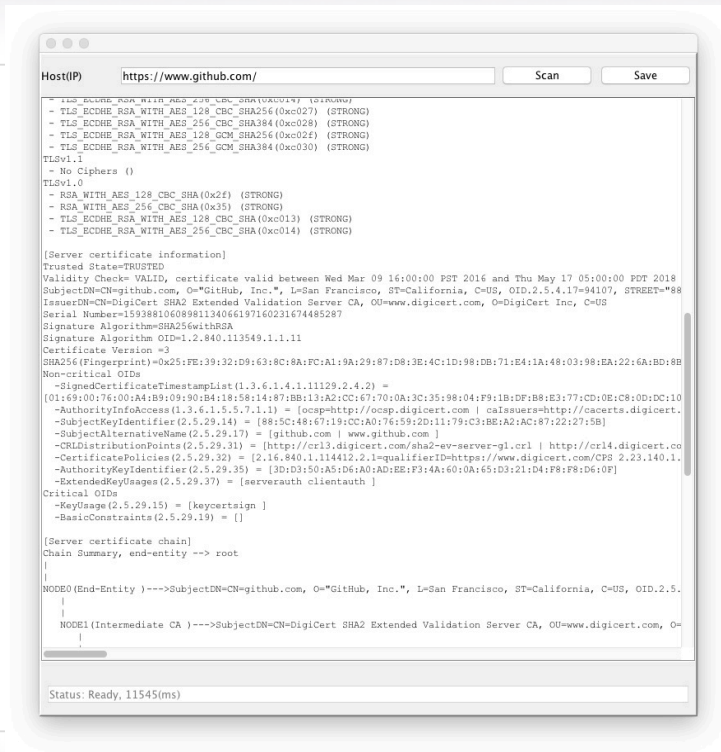 Host(IP) https://www.github.com/ Scan Save
- TLS_ECDHE_RSA_WITH_AES_256_CBC_SHA(0xc014) (STRONG)
- TLS_ECDHE_RSA_WITH_AES_128_CBC_SHA256(0xc027) (STRONG)
- TLS_ECDHE_RSA_WITH_AES_256_CBC_SHA384(0xc028) (STRONG)
- TLS_ECDHE_RSA_WITH_AES_128_GCM_SHA256(0xc02f) (STRONG)
- TLS_ECDHE_RSA_WITH_AES_256_GCM_SHA384(0xc030) (STRONG)
TLSv1.1
- No Ciphers ()
TLSv1.0
- RSA_WITH_AES_128_CBC_SHA(0x2f) (STRONG)
- RSA_WITH_AES_256_CBC_SHA(0x35) (STRONG)
- TLS_ECDHE_RSA_WITH_AES_128_CBC_SHA(0xc013) (STRONG)
- TLS_ECDHE_RSA_WITH_AES_256_CBC_SHA(0xc014) (STRONG)
[Server certificate information]
Trusted State=TRUSTED
Validity Check= VALID, certificate valid between Wed Mar 09 16:00:00 PST 2016 and Thu May 17 05:00:00 PDT 2018
SubjectDN=CN=github.com, O="GitHub, Inc.", L=San Francisco, ST=California, C=US, OID.2.5.4.17=94107, STREET="88
IssuerDN=CN=DigiCert SHA2 Extended Validation Server CA, OU=www.digicert.com, O=DigiCert Inc, C=US
Serial Number=15938810608981134066197160231674485287
Signature Algorithm=SHA256withRSA
Signature Algorithm OID=1.2.840.113549.1.1.11
Certificate Version =3
SHA256(Fingerprint)=0x25:FE:39:32:D9:63:8C:8A:FC:A1:9A:29:87:D8:3E:4C:1D:98:DB:71:E4:1A:48:03:98:EA:22:6A:BD:8B
Non-critical OIDs
-SignedCertificateTimestampList(1.3.6.1.4.1.11129.2.4.2) =
[01:69:00:76:00:A4:B9:09:90:B4:18:58:14:87:BB:13:A2:CC:67:70:0A:3C:35:98:04:F9:1B:DF:B8:E3:77:CD:0E:C8:0D:DC:10
-AuthorityInfoAccess(1.3.6.1.5.5.7.1.1) = [ocsp=http://ocsp.digicert.com | caIssuers=http://cacerts.digicert.
-SubjectKeyIdentifier(2.5.29.14) = [88:5C:48:67:19:CC:A0:76:59:2D:11:79:C3:BE:A2:AC:87:22:27:5B]
-SubjectAlternativeName(2.5.29.17) = [github.com | www.github.com ]
-CRLDistributionPoints(2.5.29.31) = [http://crl3.digicert.com/sha2-ev-server-g1.crl | http://crl4.digicert.co
-CertificatePolicies(2.5.29.32) = [2.16.840.1.114412.2.1=qualifierID=https://www.digicert.com/CPS 2.23.140.1.
-AuthorityKeyIdentifier(2.5.29.35) = [3D:D3:50:A5:D6:A0:AD:EE:F3:4A:60:0A:65:D3:21:D4:F8:F8:D6:0F]
-ExtendedKeyUsages(2.5.29.37) = [serverauth clientauth ]
Critical OIDs
-KeyUsage(2.5.29.15) = [keycertsign ]
-BasicConstraints(2.5.29.19) = []
[Server certificate chain]
Chain Summary, end-entity --> root
|
|
NODE0(End-Entity )--->SubjectDN=CN=github.com, O="GitHub, Inc.", L=San Francisco, ST=California, C=US, OID.2.5.
|
|
NODE1(Intermediate CA )--->SubjectDN=CN=DigiCert SHA2 Extended Validation Server CA, OU=www.digicert.com, O=
|
Status: Ready, 11545(ms)